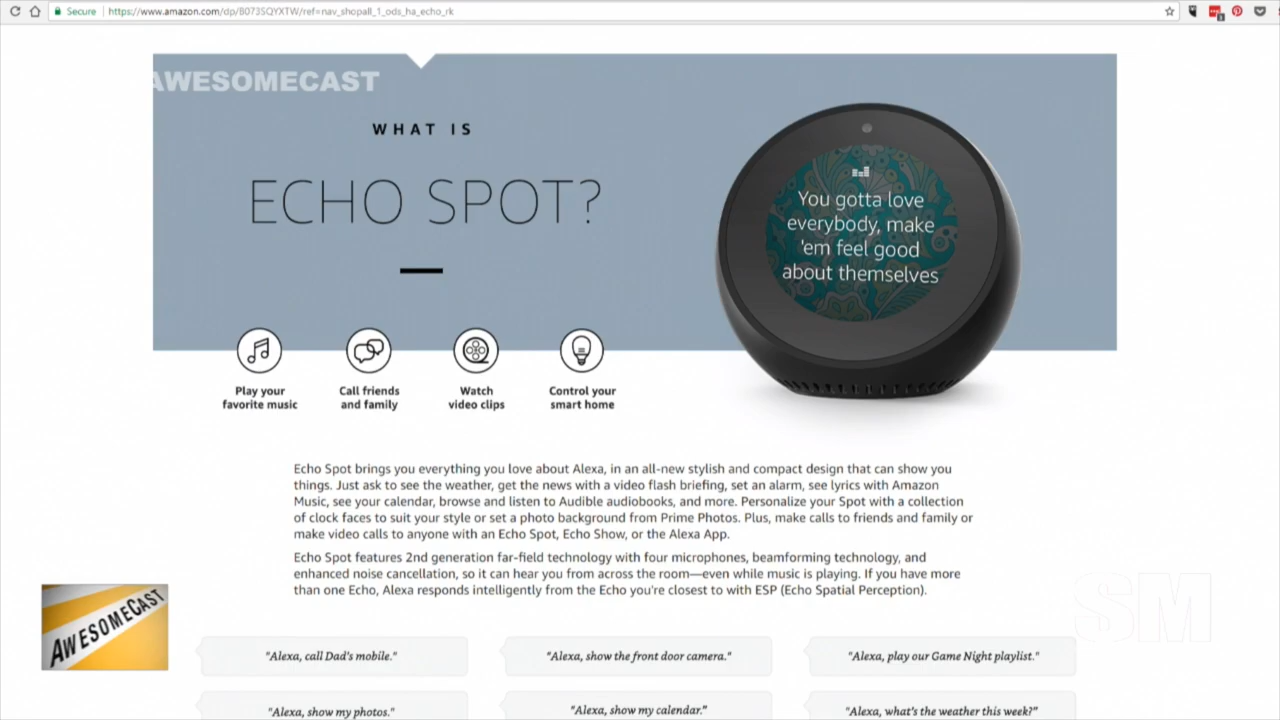 Secure
https://www.amazon.com/dp/B073SQYXTW/ref=nav_shopall_1_ods_ha_echo_rk
AWESOMECAST
WHAT IS
ECHO SPOT?
You gotta love
everybody, make
'em feel good
about themselves
Play your
favorite music
Call friends
and family
Watch
video clips
Control your
smart home
Echo Spot brings you everything you love about Alexa, in an all-new stylish and compact design that can show you
things. Just ask to see the weather, get the news with a video flash briefing, set an alarm, see lyrics with Amazon
Music, see your calendar, browse and listen to Audible audiobooks, and more. Personalize your Spot with a collection
of clock faces to suit your style or set a photo background from Prime Photos. Plus, make calls to friends and family or
make video calls to anyone with an Echo Spot, Echo Show, or the Alexa App.
Echo Spot features 2nd generation far-field technology with four microphones, beamforming technology, and
enhanced noise cancellation, so it can hear you from across the room—even while music is playing. If you have more
than one Echo, Alexa responds intelligently from the Echo you're closest to with ESP (Echo Spatial Perception).
AWESOMECAST
SM
"Alexa, call Dad's mobile."
"Alexa, show the front door camera."
"Alexa, play our Game Night playlist."
"Alexa, show my photos."
"Alexa, show my calendar."
"Alexa, what's the weather this week?"